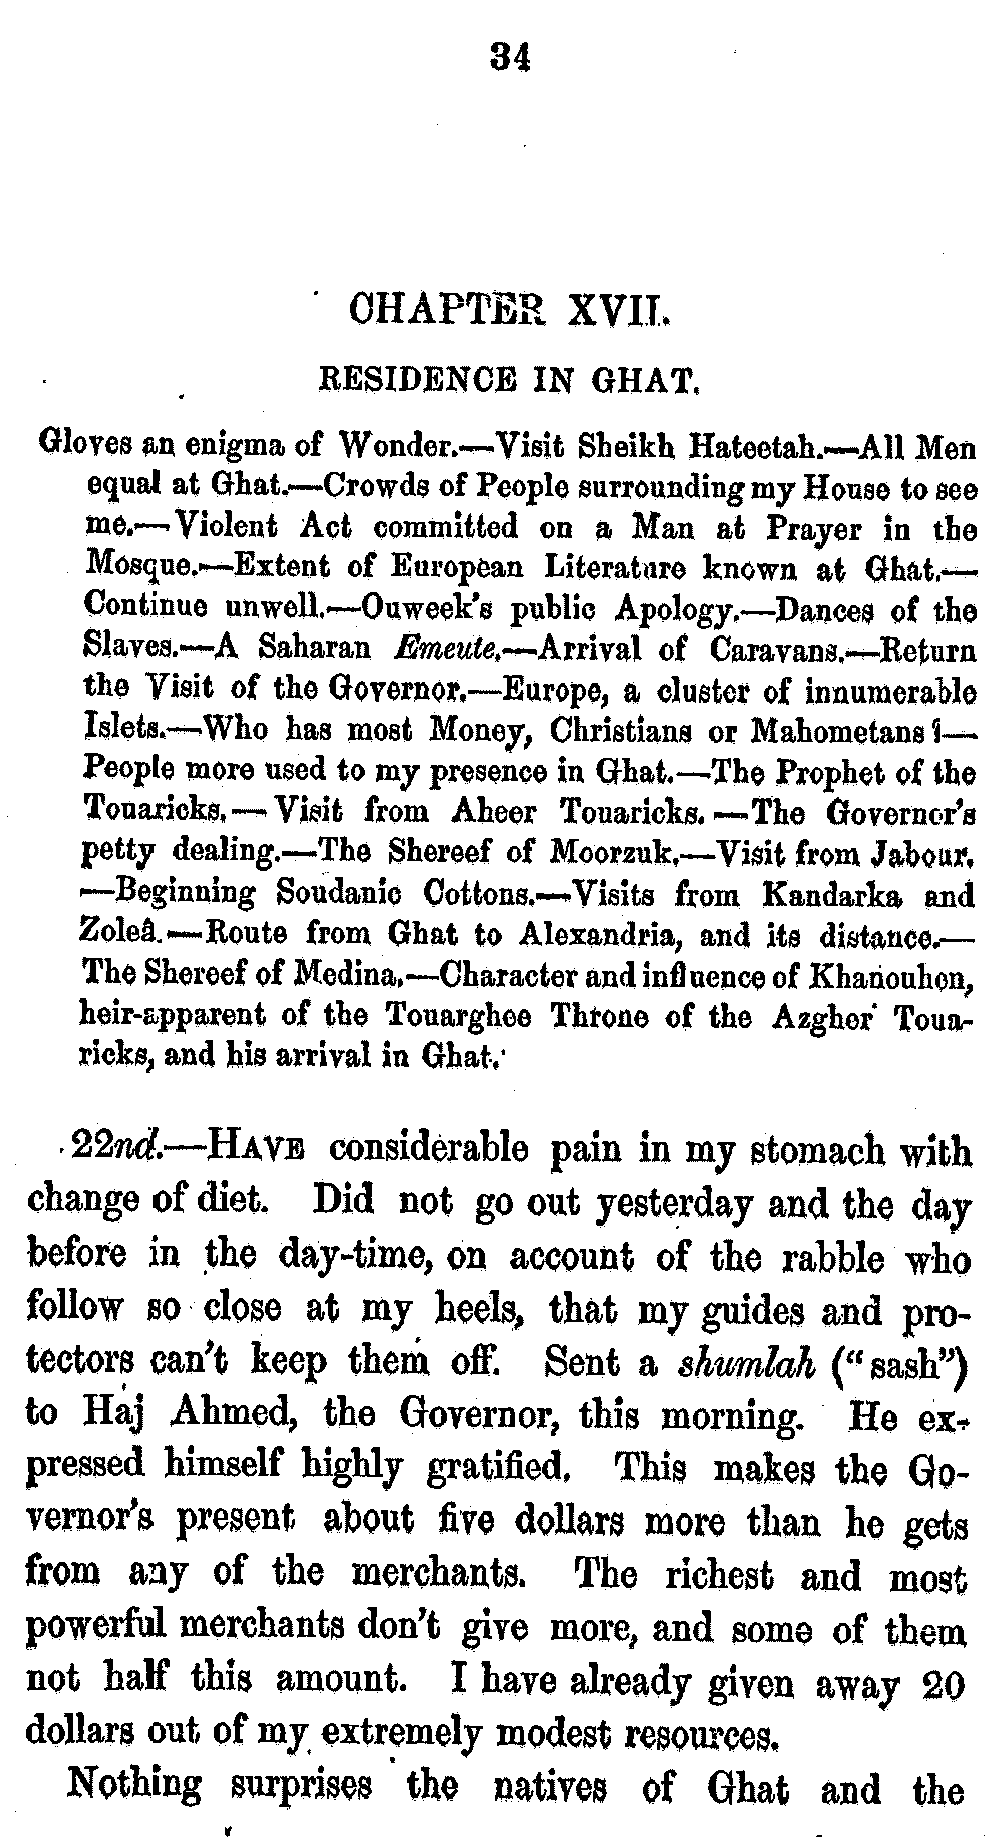 34
CHAPTER XVII.
RESIDENCE IN GHAT.
Gloves an enigma of Wonder.—Visit Sheikh Hateetah.—All Men
equal at Ghat.—Crowds of People surrounding my House to see
me.—Violent Act committed on a Man at Prayer in the
Mosque.—Extent of European Literature known at Ghat.—
Continue unwell.—Ouweek's public Apology.—Dances of the
Slaves.—A Saharan Emeute.—Arrival of Caravans.—Return
the Visit of the Governor.—Europe, a cluster of innumerable
Islets.—Who has most Money, Christians or Mahometans?—
People more used to my presence in Ghat.—The Prophet of the
Touaricks.—Visit from Aheer Touaricks.—The Governor's
petty dealing.—The Shereef of Moorzuk.—Visit from Jabour.
—Beginning Soudanic Cottons.—Visits from Kandarka and
Zoleâ.—Route from Ghat to Alexandria, and its distance.—
The Shereef of Medina.—Character and influence of Khanouhen,
heir-apparent of the Touarghee Throne of the Azgher Toua-
ricks, and his arrival in Ghat.
22nd.—HAVE considerable pain in my stomach with
change of diet. Did not go out yesterday and the day
before in the day-time, on account of the rabble who
follow so close at my heels, that my guides and pro-
tectors can't keep them off. Sent a shumlah ("sash")
to Haj Ahmed, the Governor, this morning. He ex-
pressed himself highly gratified. This makes the Go-
vernor's present about five dollars more than he gets
from any of the merchants. The richest and most
powerful merchants don't give more, and some of them
not half this amount. I have already given away 20
dollars out of my extremely modest resources.
Nothing surprises the natives of Ghat and the